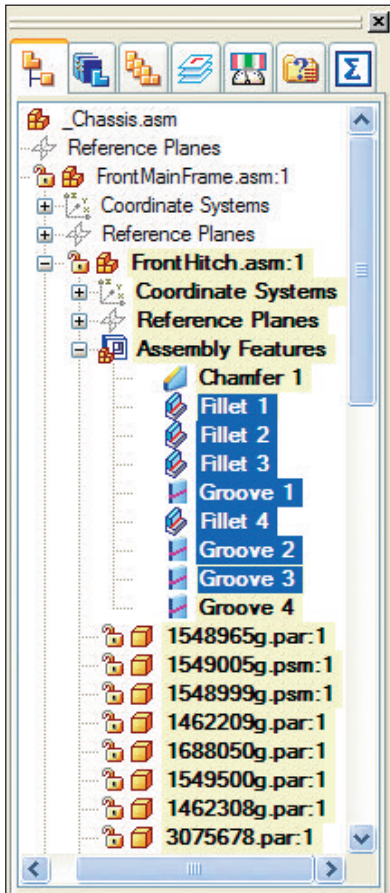 _Chassis.asm
Reference Planes
FrontMainFrame.asm:1
Coordinate Systems
Reference Planes
FrontHitch.asm:1
Coordinate Systems
Reference Planes
Assembly Features
Chamfer 1
Fillet 1
Fillet 2
Fillet 3
Groove 1
Fillet 4
Groove 2
Groove 3
Groove 4
1548965g.par:1
1549005g.psm:1
1548999g.psm:1
1462209g.par:1
1688050g.par:1
1549500g.par:1
1462308g.par:1
3075678.par:1